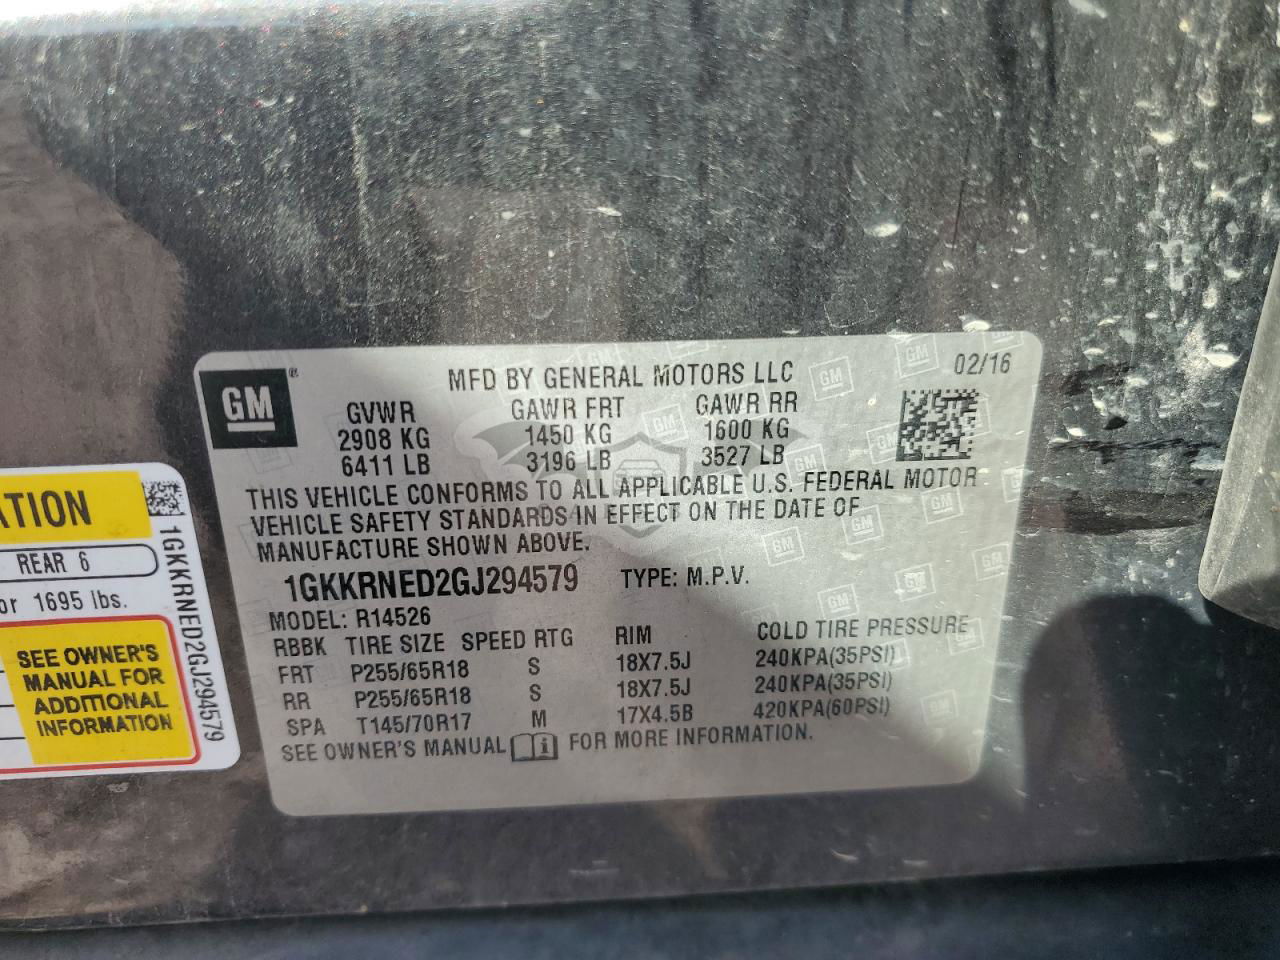 GM
®
MFD BY GENERAL MOTORS LLC
02/16
GVWR GAWR FRT GAWR RR
2908 KG 1450 KG 1600 KG
6411 LB 3196 LB 3527 LB
THIS VEHICLE CONFORMS TO ALL APPLICABLE U.S. FEDERAL MOTOR
VEHICLE SAFETY STANDARDS IN EFFECT ON THE DATE OF
MANUFACTURE SHOWN ABOVE.
1GKKRNED2GJ294579 TYPE: M.P.V.
MODEL: R14526
RBBK TIRE SIZE SPEED RTG RIM COLD TIRE PRESSURE
FRT P255/65R18 S 18X7.5J 240KPA(35PSI)
RR P255/65R18 S 18X7.5J 240KPA(35PSI)
SPA T145/70R17 M 17X4.5B 420KPA(60PSI)
SEE OWNER'S MANUAL i FOR MORE INFORMATION.
REAR 6
1695 lbs.
SEE OWNER'S
MANUAL FOR
ADDITIONAL
INFORMATION
1GKKRNED2GJ294579